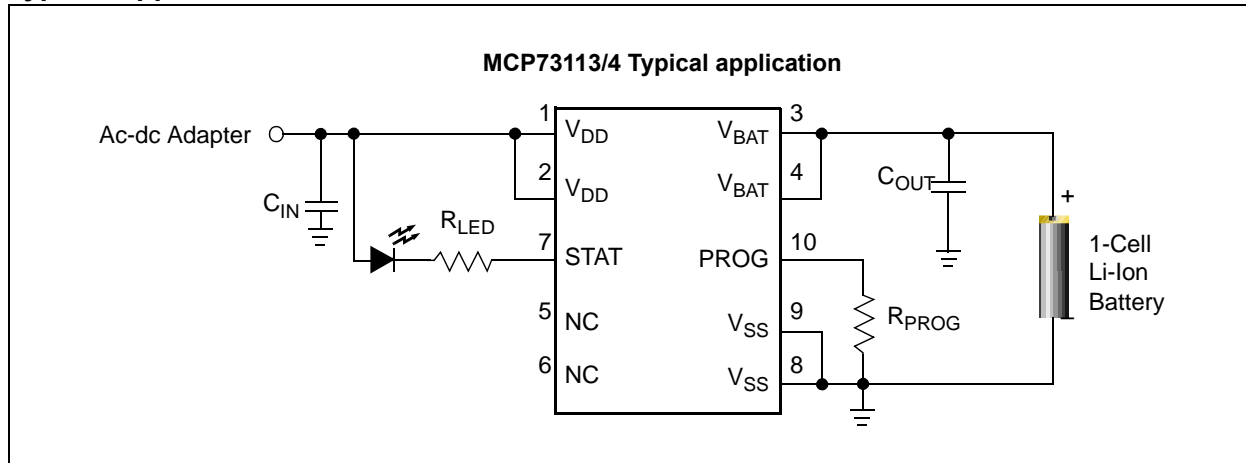 MCP73113/4 Typical application
Ac-dc Adapter
CIN
RLED
1
VDD
2
VDD
7
STAT
5
NC
6
NC
3
VBAT
4
VBAT
10
PROG
9
VSS
8
VSS
COUT
RPROG
+
1-Cell
Li-Ion
Battery
–